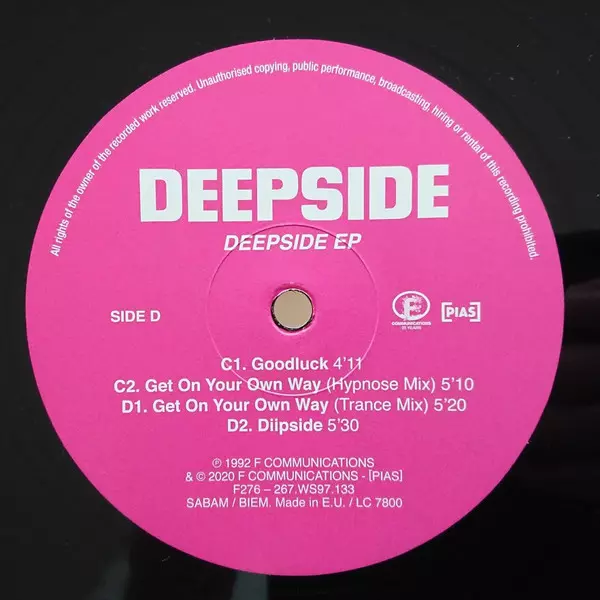 All rights of the owner of the recorded work reserved. Unauthorised copying, public performance, broadcasting, hiring or rental of this recording prohibited.
DEEPSIDE
DEEPSIDE EP
SIDE D
F
COMMUNICATIONS
[PIAS]
C1. Goodluck 4'11
C2. Get On Your Own Way (Hypnose Mix) 5'10
D1. Get On Your Own Way (Trance Mix) 5'20
D2. Diipside 5'30
℗ 1992 F COMMUNICATIONS
& © 2020 F COMMUNICATIONS - [PIAS]
F276 – 267.WS97.133
SABAM / BIEM. Made in E.U. / LC 7800